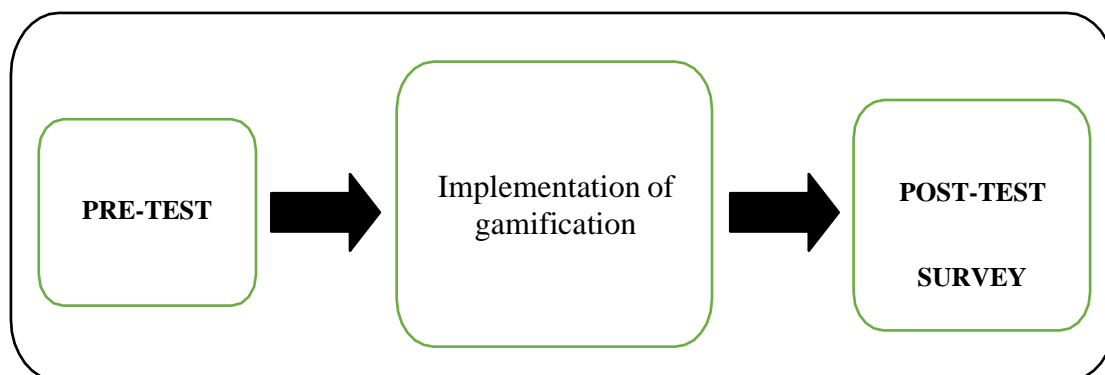 PRE-TEST
Implementation of
gamification
POST-TEST
SURVEY